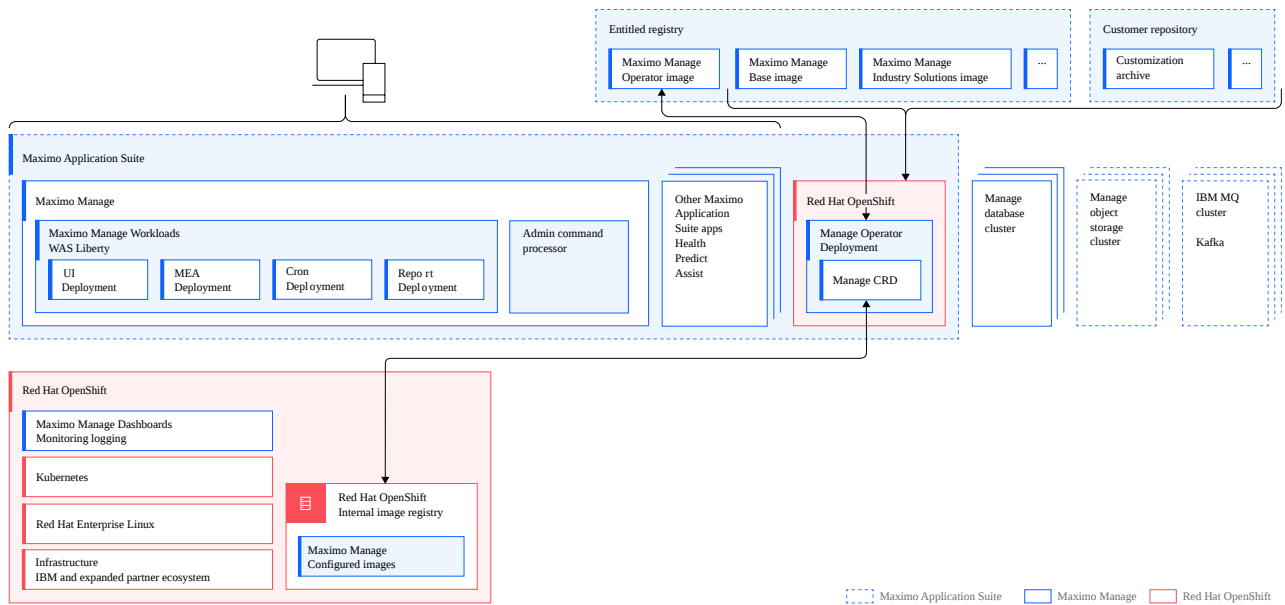 Entitled registry
Maximo Manage
Operator image
Maximo Manage
Base image
Maximo Manage
Industry Solutions image
...
Customer repository
Customization
archive
...
Maximo Application Suite
Maximo Manage
Maximo Manage Workloads
WAS Liberty
UI
Deployment
MEA
Deployment
Cron
Deployment
Repo rt
Deployment
Admin command
processor
Other Maximo
Application
Suite apps
Health
Predict
Assist
Red Hat OpenShift
Manage Operator
Deployment
Manage CRD
Manage
database
cluster
Manage
object
storage
cluster
IBM MQ
cluster
Kafka
Red Hat OpenShift
Maximo Manage Dashboards
Monitoring logging
Kubernetes
Red Hat Enterprise Linux
Infrastructure
IBM and expanded partner ecosystem
Red Hat OpenShift
Internal image registry
Maximo Manage
Configured images
Maximo Application Suite
Maximo Manage
Red Hat OpenShift